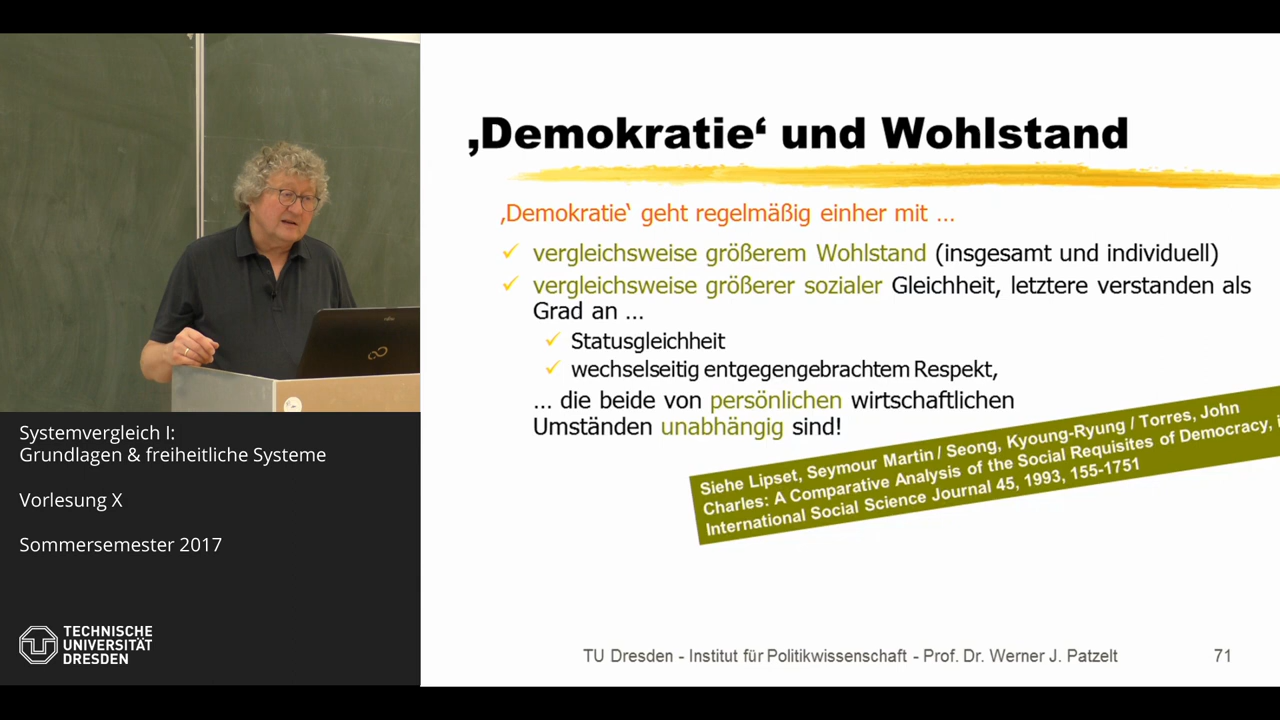 ‚Demokratie‘ und Wohlstand
‚Demokratie‘ geht regelmäßig einher mit ...
vergleichsweise größerem Wohlstand (insgesamt und individuell)
vergleichsweise größerer sozialer Gleichheit, letztere verstanden als
Grad an ...
Statusgleichheit
wechselseitig entgegengebrachtem Respekt,
... die beide von persönlichen wirtschaftlichen
Umständen unabhängig sind!
Siehe Lipset, Seymour Martin / Seong, Kyoung-Ryung / Torres, John
Charles: A Comparative Analysis of the Social Requisites of Democracy,
International Social Science Journal 45, 1993, 155-1751
TU Dresden - Institut für Politikwissenschaft - Prof. Dr. Werner J. Patzelt 71
Systemvergleich I:
Grundlagen & freiheitliche Systeme
Vorlesung X
Sommersemester 2017
TECHNISCHE
UNIVERSITÄT
DRESDEN